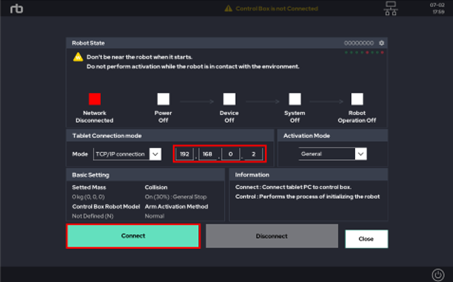 rb
Control Box is not Connected
07-02
17:59
Robot State
00000000
Don't be near the robot when it starts.
Do not perform activation while the robot is in contact with the environment.
Network
Disconnected
Power
Off
Device
Off
System
Off
Robot
Operation Off
Tablet Connection mode
Activation Mode
Mode TCP/IP connection 192 . 168 . 0 . 2
General
Basic Setting
Information
Setted Mass
0 kg (0, 0, 0)
Collision
On (30%) : General Stop
Control Box Robot Model
Not Defined (N)
Arm Activation Method
Normal
Connect : Connect tablet PC to control box.
Control : Performs the process of initializing the robot
Connect
Disconnect
Close